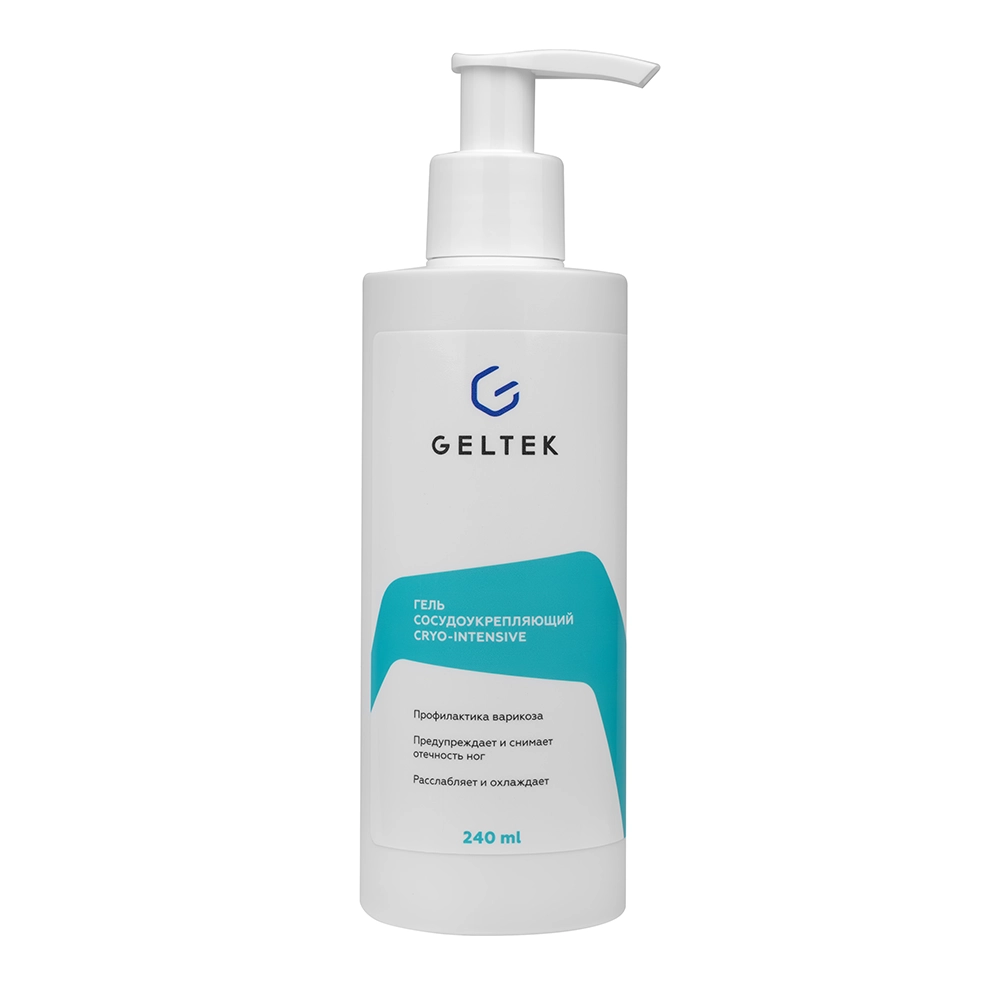 GELTEK
ГЕЛЬ
СОСУДОУКРЕПЛЯЮЩИЙ
CRYO-INTENSIVE
Профилактика варикоза
Предупреждает и снимает
отечность ног
Расслабляет и охлаждает
240 ml